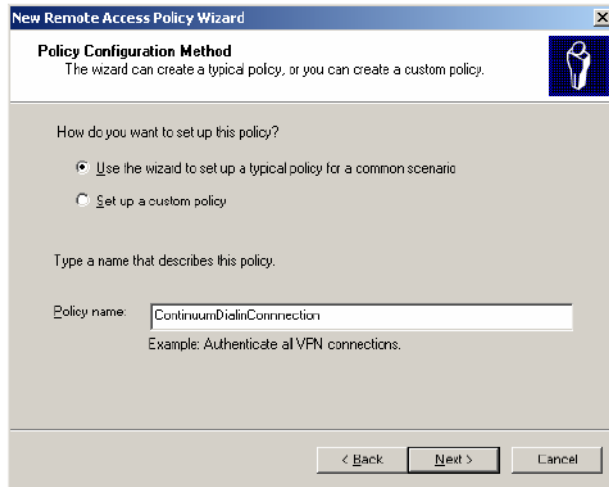 New Remote Access Policy Wizard
Policy Configuration Method
The wizard can create a typical policy, or you can create a custom policy.
How do you want to set up this policy?
Use the wizard to set up a typical policy for a common scenario
Set up a custom policy
Type a name that describes this policy.
Policy name: ContinuumDialinConnnection
Example: Authenticate all VPN connections.
< Back Next > Cancel